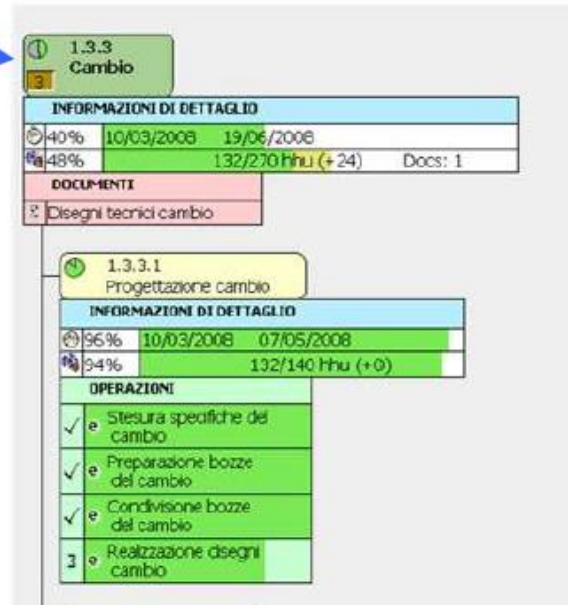 1.3.3
Cambio
3
INFORMAZIONI DI DETTAGLIO
40% 10/03/2008 19/06/2008
48% 132/270 hhu (+24) Docs: 1
DOCUMENTI
Disegni tecnici cambio
1.3.3.1
Progettazione cambio
INFORMAZIONI DI DETTAGLIO
96% 10/03/2008 07/05/2008
94% 132/140 hhu (+0)
OPERAZIONI
e Stesura specifiche del
cambio
e Preparazione bozze
del cambio
e Condivisione bozze
del cambio
3 e Realizzazione disegni
cambio